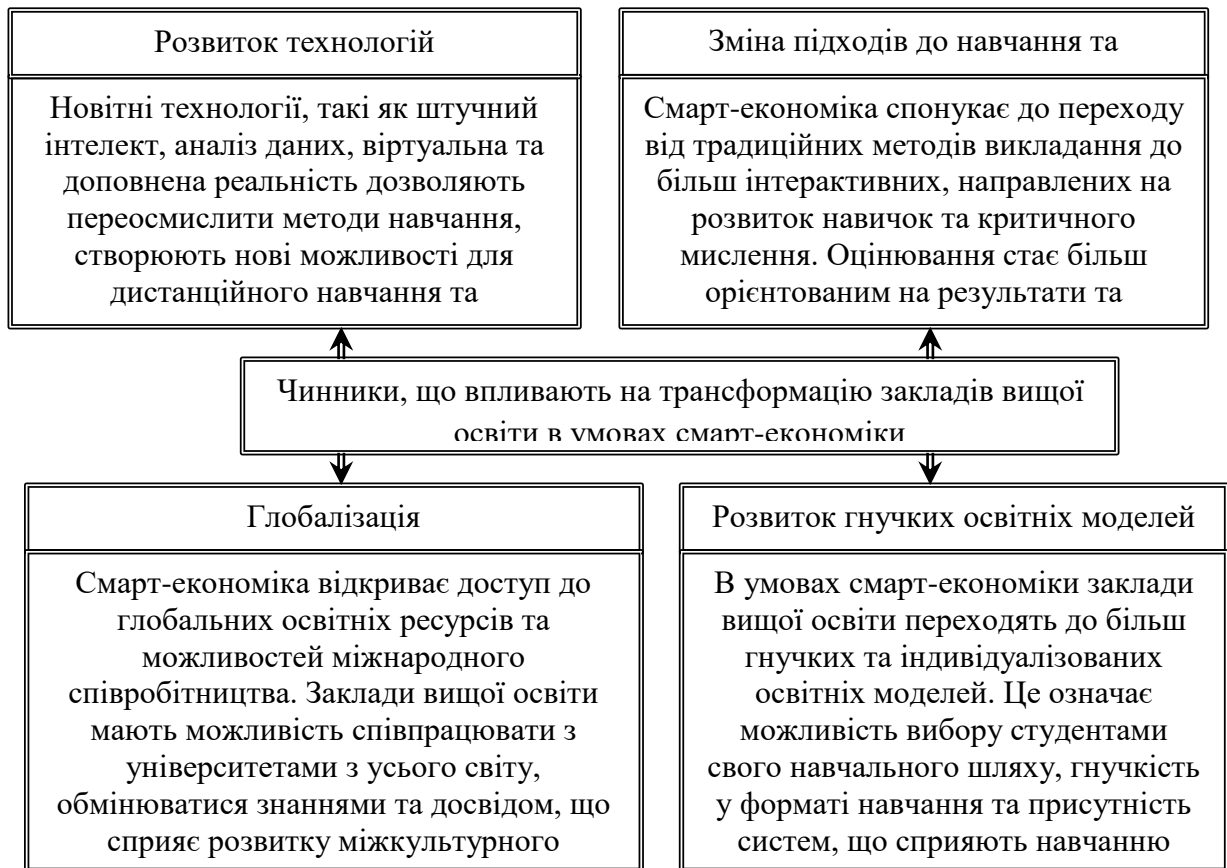 Розвиток технологій
Новітні технології, такі як штучний
інтелект, аналіз даних, віртуальна та
доповнена реальність дозволяють
переосмислити методи навчання,
створюють нові можливості для
дистанційного навчання та
Зміна підходів до навчання та
Смарт-економіка спонукає до переходу
від традиційних методів викладання до
більш інтерактивних, направлених на
розвиток навичок та критичного
мислення. Оцінювання стає більш
орієнтованим на результати та
Чинники, що впливають на трансформацію закладів вищої
освіти в умовах смарт-економіки
Глобалізація
Смарт-економіка відкриває доступ до
глобальних освітніх ресурсів та
можливостей міжнародного
співробітництва. Заклади вищої освіти
мають можливість співпрацювати з
університетами з усього світу,
обмінюватися знаннями та досвідом, що
сприяє розвитку міжкультурного
Розвиток гнучких освітніх моделей
В умовах смарт-економіки заклади
вищої освіти переходять до більш
гнучких та індивідуалізованих
освітніх моделей. Це означає
можливість вибору студентами
свого навчального шляху, гнучкість
у форматі навчання та присутність
систем, що сприяють навчанню